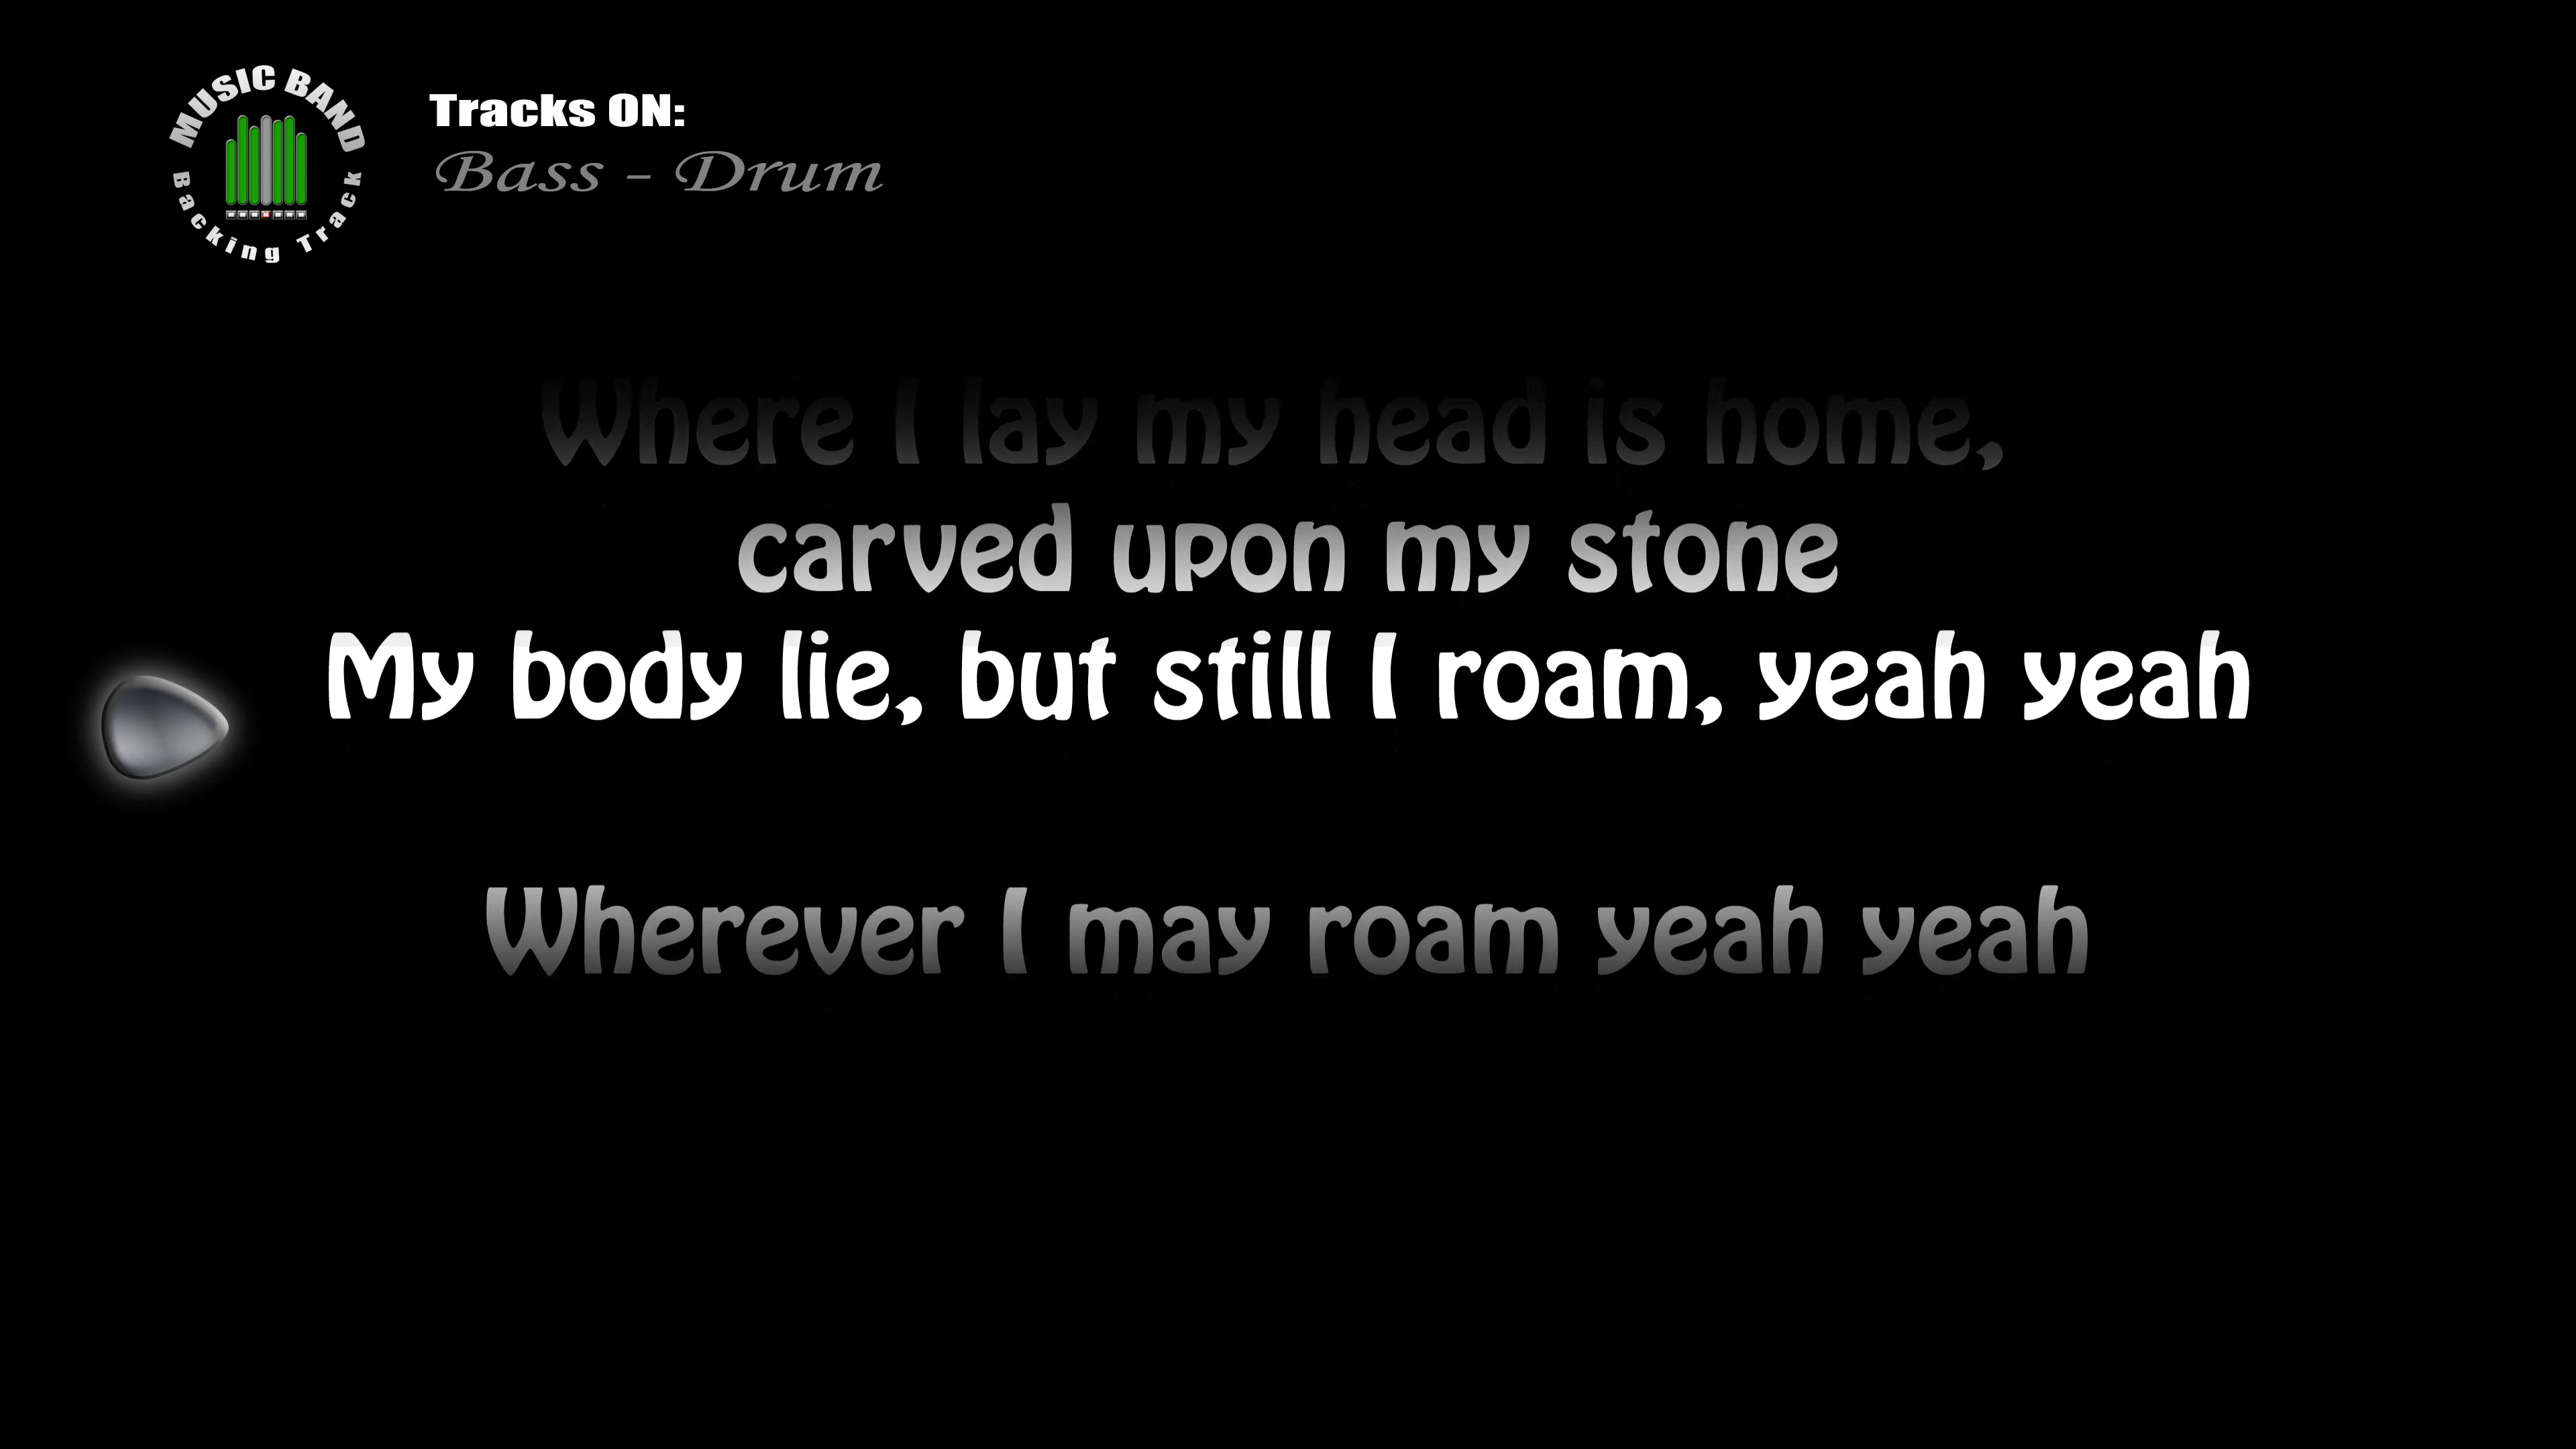 MUSIC BAND
Backing Track
Tracks ON:
Bass - Drum
Where I lay my head is home,
carved upon my stone
My body lie, but still I roam, yeah yeah
Wherever I may roam yeah yeah